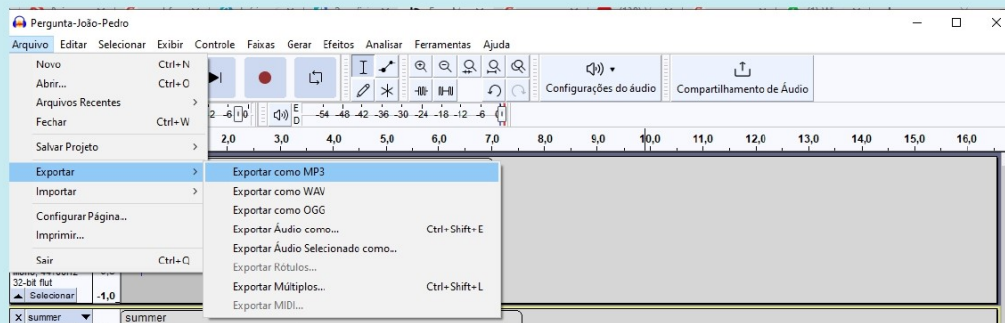 Pergunta-João-Pedro
Arquivo Editar Selecionar Exibir Controle Faixas Gerar Efeitos Analisar Ferramentas Ajuda
Novo Ctrl+N
Abrir... Ctrl+O
Arquivos Recentes
Fechar Ctrl+W
Salvar Projeto
Exportar
Importar
Configurar Página...
Imprimir...
Sair Ctrl+Q
Configurações do áudio
Compartilhamento de Áudio
2 -6 0 E D -54 -48 -42 -36 -30 -24 -18 -12 -6 0
2,0 3,0 4,0 5,0 6,0 7,0 8,0 9,0 10,0 11,0 12,0 13,0 14,0 15,0 16,0
Exportar como MP3
Exportar como WAV
Exportar como OGG
Exportar Áudio como... Ctrl+Shift+E
Exportar Áudio Selecionado como...
Exportar Rótulos...
Exportar Múltiplos... Ctrl+Shift+L
Exportar MIDI...
32-bit flut
Selecionar -1,0
X summer summer